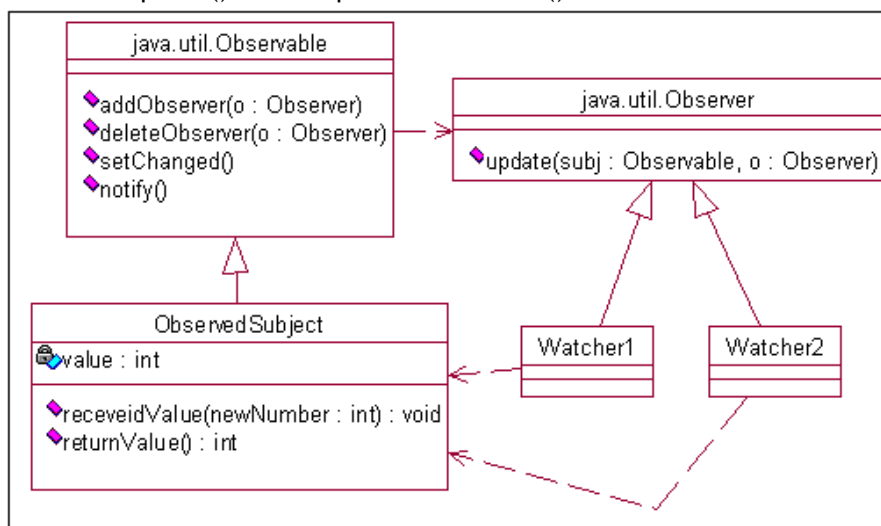 java.util.Observable
addObserver(o : Observer)
deleteObserver(o : Observer)
setChanged()
notify()
java.util.Observer
update(subj : Observable, o : Observer)
ObservedSubject
value : int
receveidValue(newNumber : int) : void
returnValue() : int
Watcher1
Watcher2